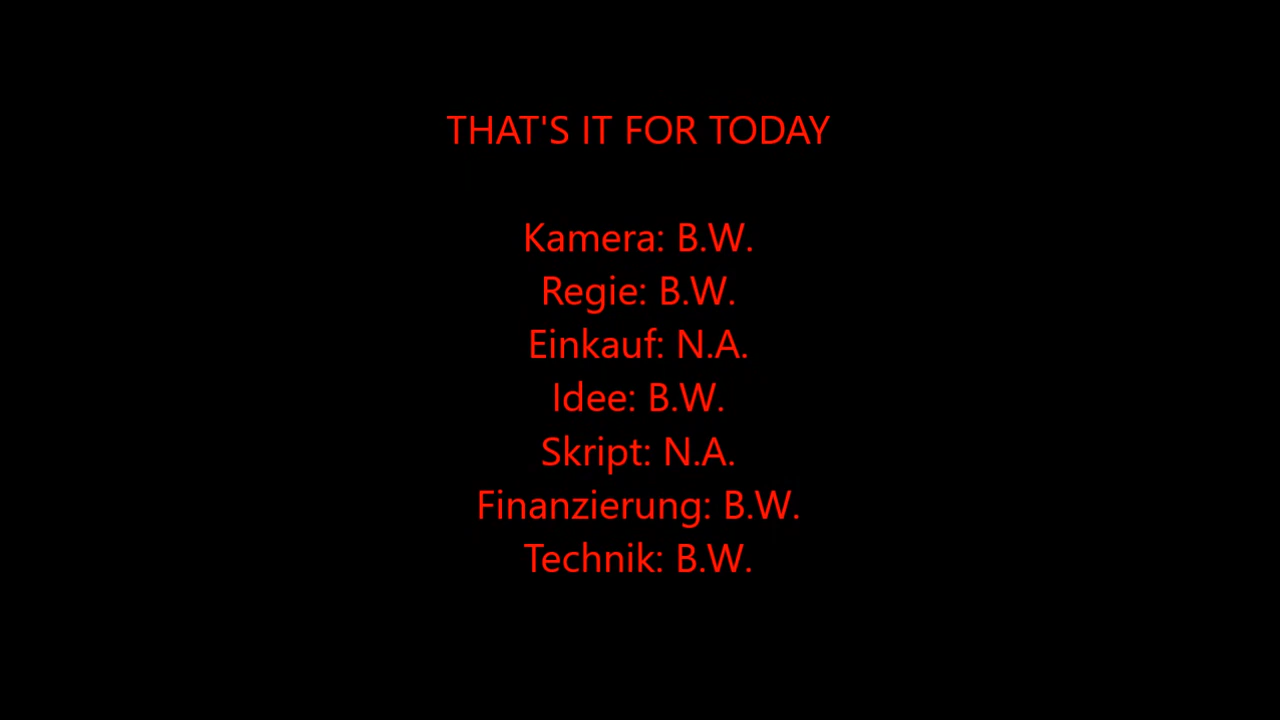 THAT'S IT FOR TODAY
Kamera: B.W.
Regie: B.W.
Einkauf: N.A.
Idee: B.W.
Skript: N.A.
Finanzierung: B.W.
Technik: B.W.